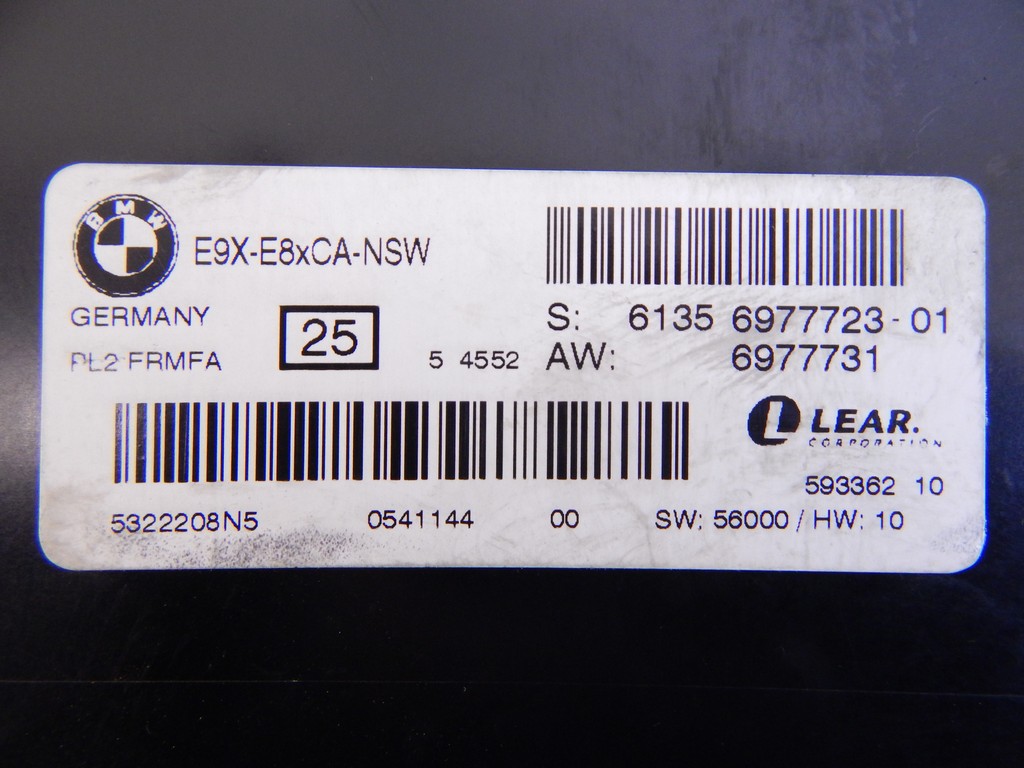 BMW
E9X-E8xCA-NSW
GERMANY
25
S: 6135 6977723-01
PL2 FRMFA
5 4552
AW: 6977731
L LEAR.
CORPORATION
593362 10
5322208N5 0541144 00 SW: 56000 / HW: 10